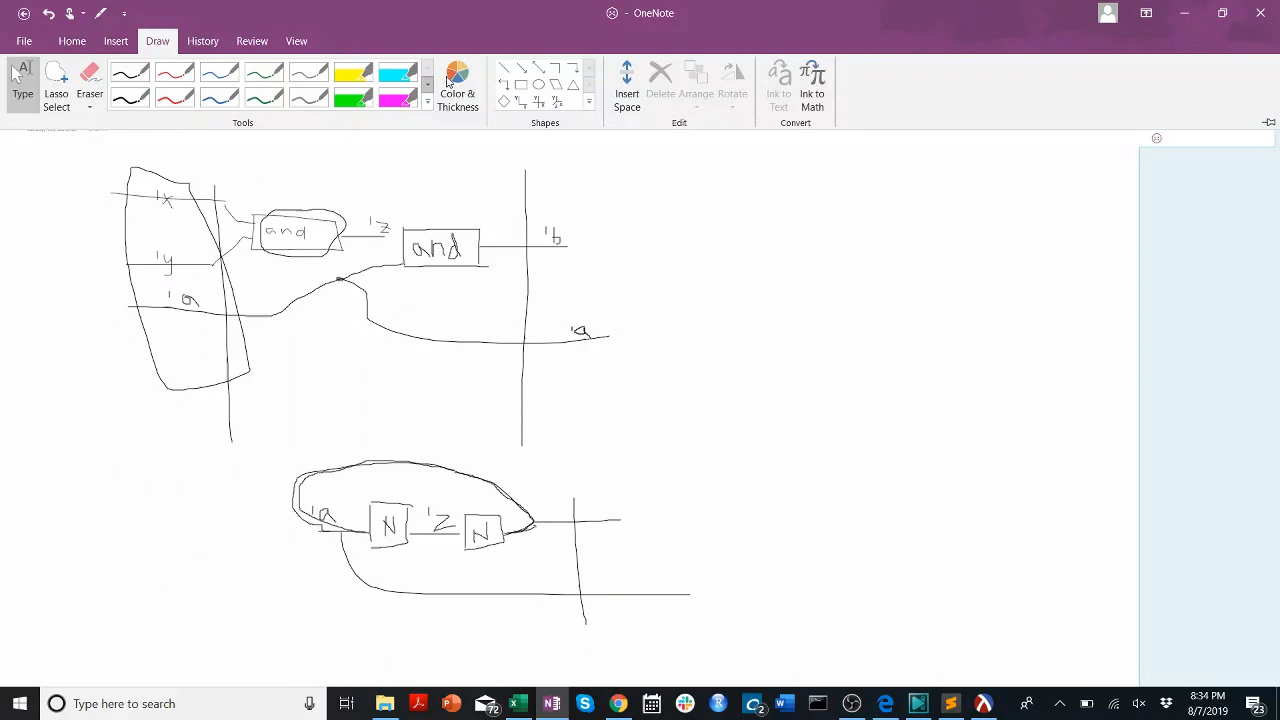 OneNote
File Home Insert Draw History Review View
Type
Lasso Select
Eraser
Color & Thickness
Insert Space
Delete
Arrange
Rotate
Ink to Text
Ink to Math
Tools
Shapes
Edit
Convert
'x
and
'z
'y
and
'b
'a
'a
'a
N
'z
N
Type here to search
72
2
8:34 PM
8/7/2019
23